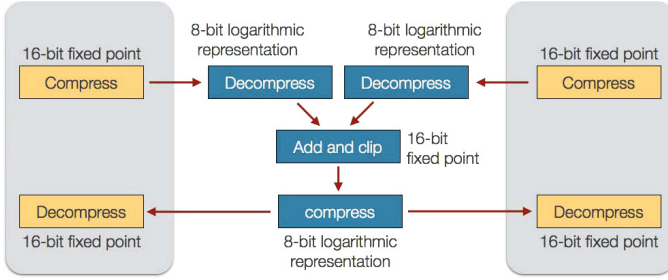 8-bit logarithmic
representation
8-bit logarithmic
representation
16-bit fixed point
16-bit fixed point
Compress
Decompress
Decompress
Compress
Add and clip
16-bit
fixed point
Decompress
compress
Decompress
16-bit fixed point
8-bit logarithmic
representation
16-bit fixed point